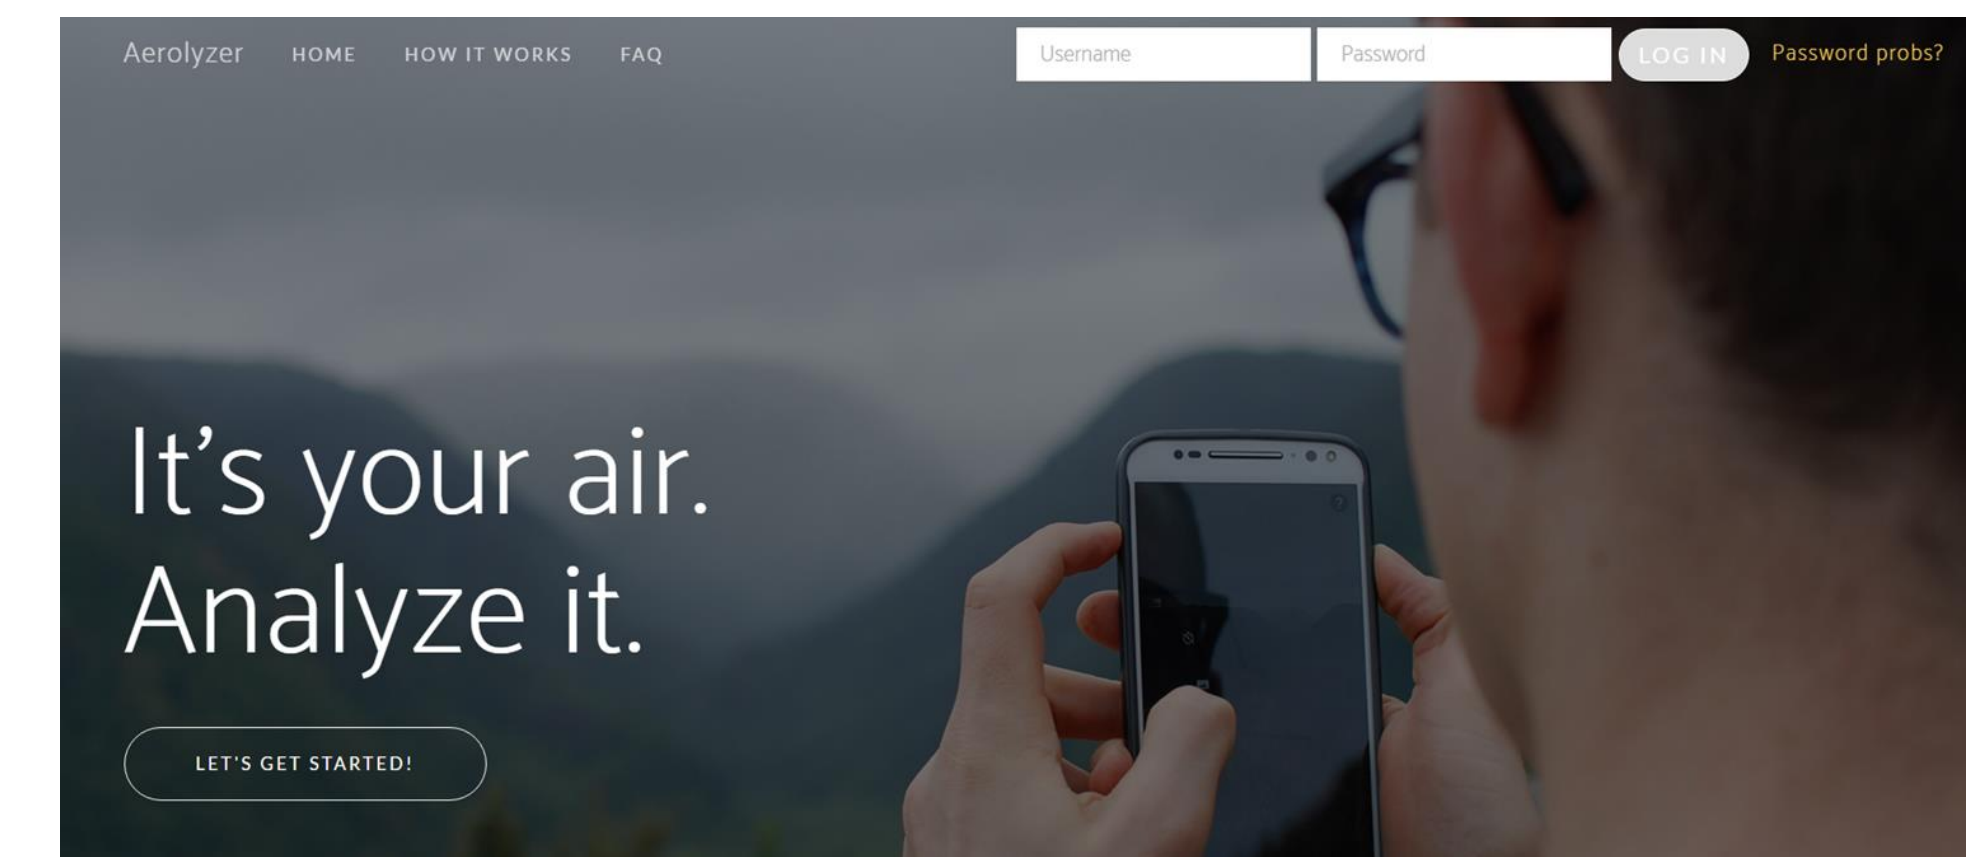 Aerolyzer HOME HOW IT WORKS FAQ Username Password LOG IN Password probs?
It’s your air.
Analyze it.
LET'S GET STARTED!